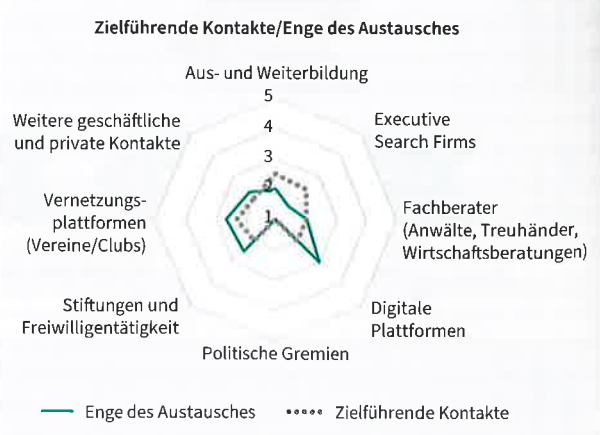 Zielführende Kontakte/Enge des Austausches
Aus- und Weiterbildung
5
4
3
2
1
Executive
Search Firms
Fachberater
(Anwälte, Treuhänder,
Wirtschaftsberatungen)
Digitale
Plattformen
Politische Gremien
Stiftungen und
Freiwilligentätigkeit
Vernetzungs-
plattformen
(Vereine/Clubs)
Weitere geschäftliche
und private Kontakte
Enge des Austausches
Zielführende Kontakte